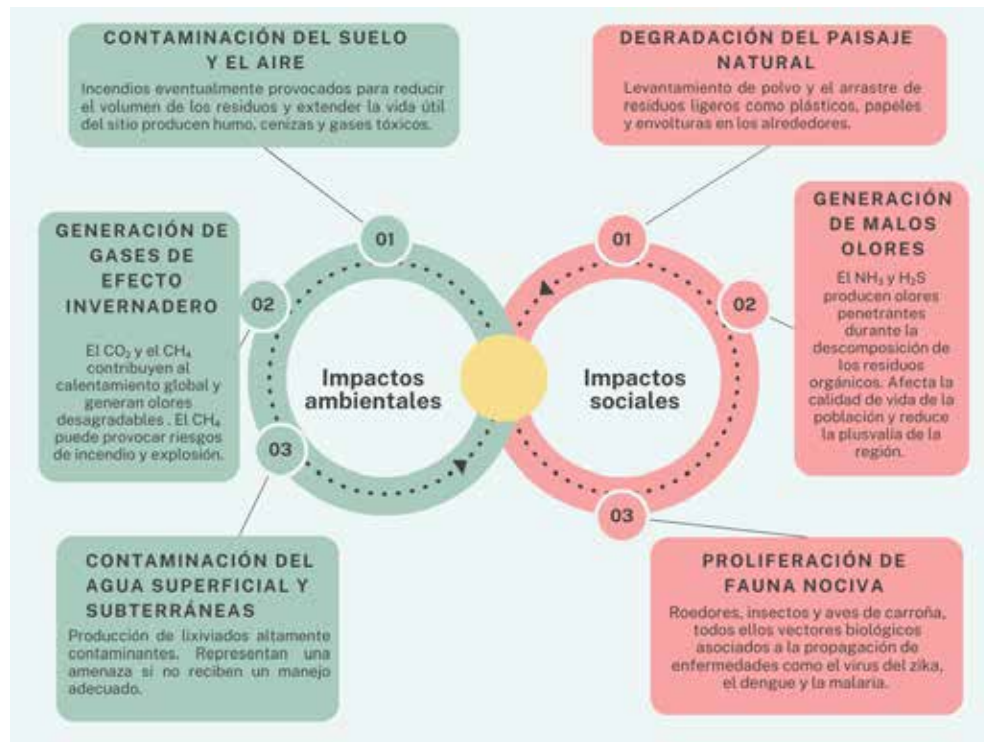 CONTAMINACIÓN DEL SUELO
Y EL AIRE
Incendios eventualmente provocados para reducir
el volumen de los residuos y extender la vida útil
del sitio producen humo, cenizas y gases tóxicos.
DEGRADACIÓN DEL PAISAJE
NATURAL
Levantamiento de polvo y el arrastre de
residuos ligeros como plásticos, papeles
y envolturas en los alrededores.
GENERACIÓN DE
GASES DE
EFECTO
INVERNADERO
El CO₂ y el CH₄
contribuyen al
calentamiento global y
generan olores
desagradables . El CH₄
puede provocar riesgos
de incendio y explosión.
01
02
03
Impactos
ambientales
01
02
03
Impactos
sociales
GENERACIÓN
DE MALOS
OLORES
El NH₃ y H₂S
producen olores
penetrantes
durante la
descomposición de
los residuos
orgánicos. Afecta la
calidad de vida de la
población y reduce
la plusvalía de la
región.
CONTAMINACIÓN DEL
AGUA SUPERFICIAL Y
SUBTERRÁNEAS
Producción de lixiviados altamente
contaminantes. Representan una
amenaza si no reciben un manejo
adecuado.
PROLIFERACIÓN DE
FAUNA NOCIVA
Roedores, insectos y aves de carroña,
todos ellos vectores biológicos
asociados a la propagación de
enfermedades como el virus del zika,
el dengue y la malaria.